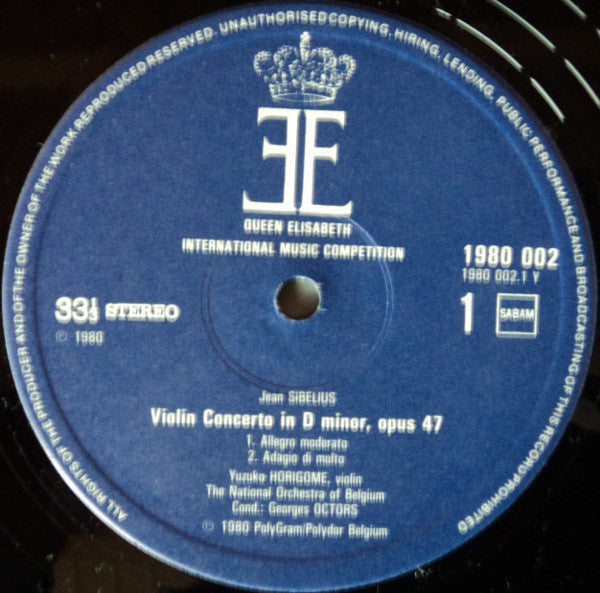 ALL RIGHTS OF THE PRODUCER AND OF THE OWNER OF THE WORK REPRODUCED RESERVED. UNAUTHORISED COPYING, HIRING, LENDING, PUBLIC PERFORMANCE AND BROADCASTING OF THIS RECORD PROHIBITED
EE
QUEEN ELISABETH
INTERNATIONAL MUSIC COMPETITION
1980 002
1980 002.1 Y
33⅓ STEREO
1
SABAM
℗ 1980
Jean SIBELIUS
Violin Concerto in D minor, opus 47
1. Allegro moderato
2. Adagio di molto
Yuzuko HORIGOME, violin
The National Orchestra of Belgium
Cond.: Georges OCTORS
℗ 1980 PolyGram/Polydor Belgium